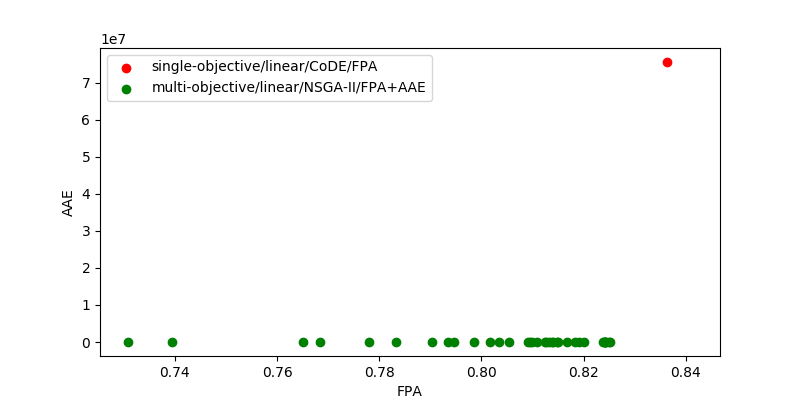 1e7
single-objective/linear/CoDE/FPA
multi-objective/linear/NSGA-II/FPA+AAE
7
6
5
4
3
2
1
0
AAE
0.74
0.76
0.78
0.80
0.82
0.84
FPA